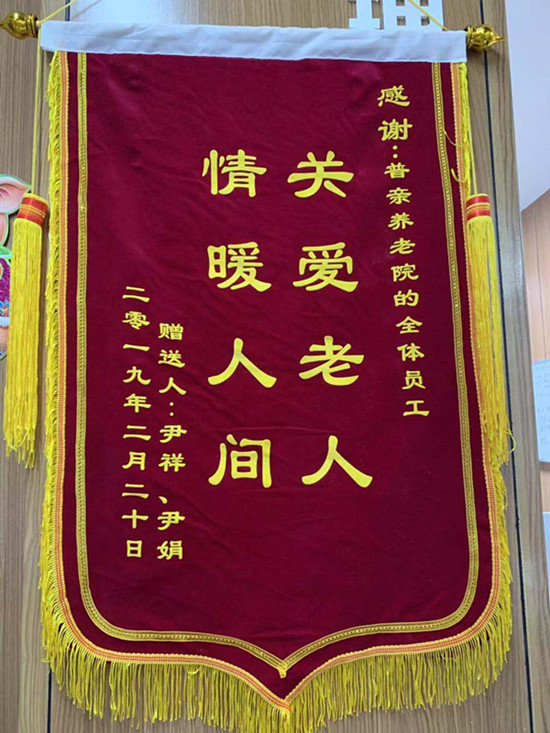 感谢:普亲养老院的全体员工
关爱老人
情暖人间
赠送人:尹祥、尹娟
二零一九年二月二十日